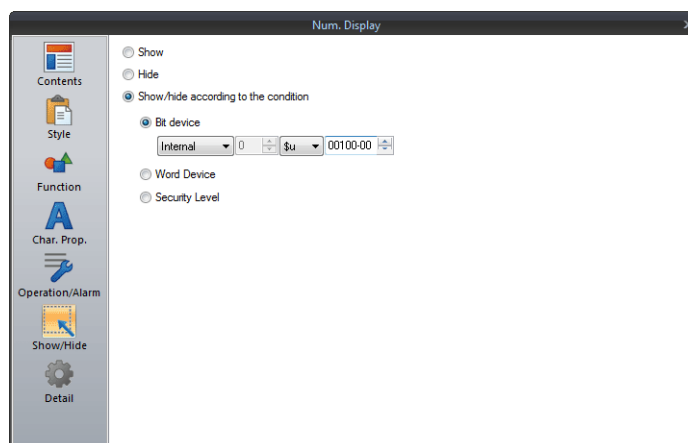 Num. Display
Contents
Style
Function
Char. Prop.
Operation/Alarm
Show/Hide
Detail
Show
Hide
Show/hide according to the condition
Bit device
Internal 0 $u 00100-00
Word Device
Security Level